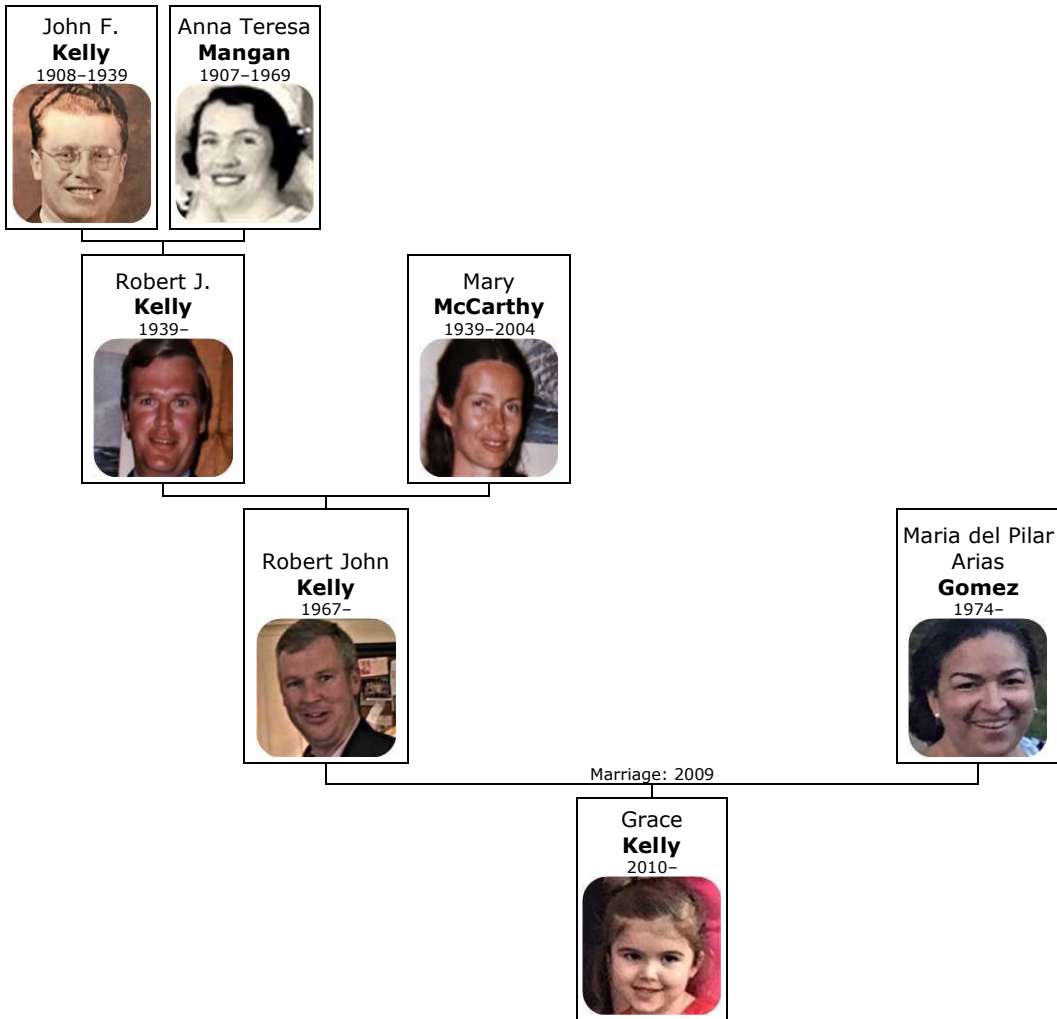 John F.
Kelly
1908–1939
Anna Teresa
Mangan
1907–1969
Robert J.
Kelly
1939–
Mary
McCarthy
1939–2004
Robert John
Kelly
1967–
Maria del Pilar
Arias
Gomez
1974–
Marriage: 2009
Grace
Kelly
2010–